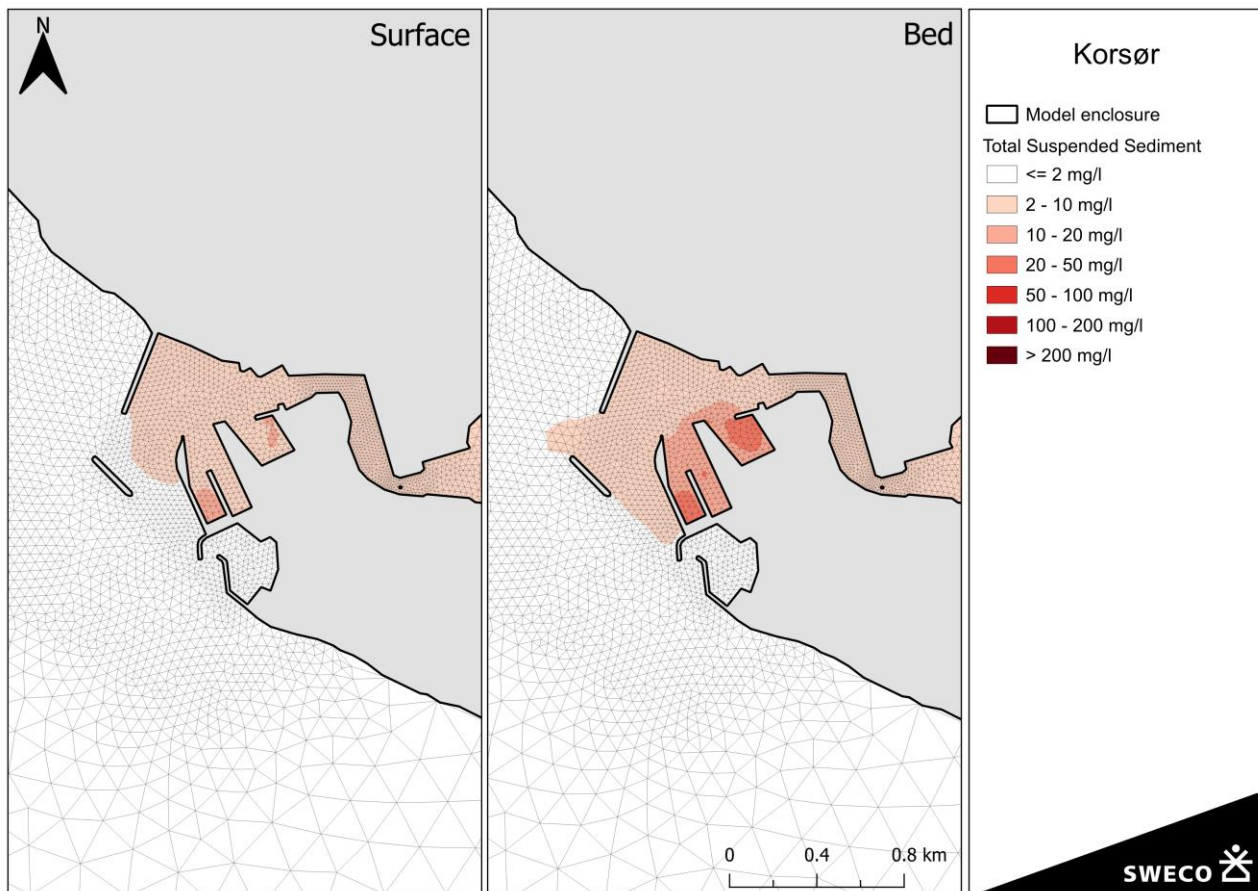 N
Surface
Bed
Korsør
Model enclosure
Total Suspended Sediment
<= 2 mg/l
2 - 10 mg/l
10 - 20 mg/l
20 - 50 mg/l
50 - 100 mg/l
100 - 200 mg/l
> 200 mg/l
0 0.4 0.8 km
SWECO